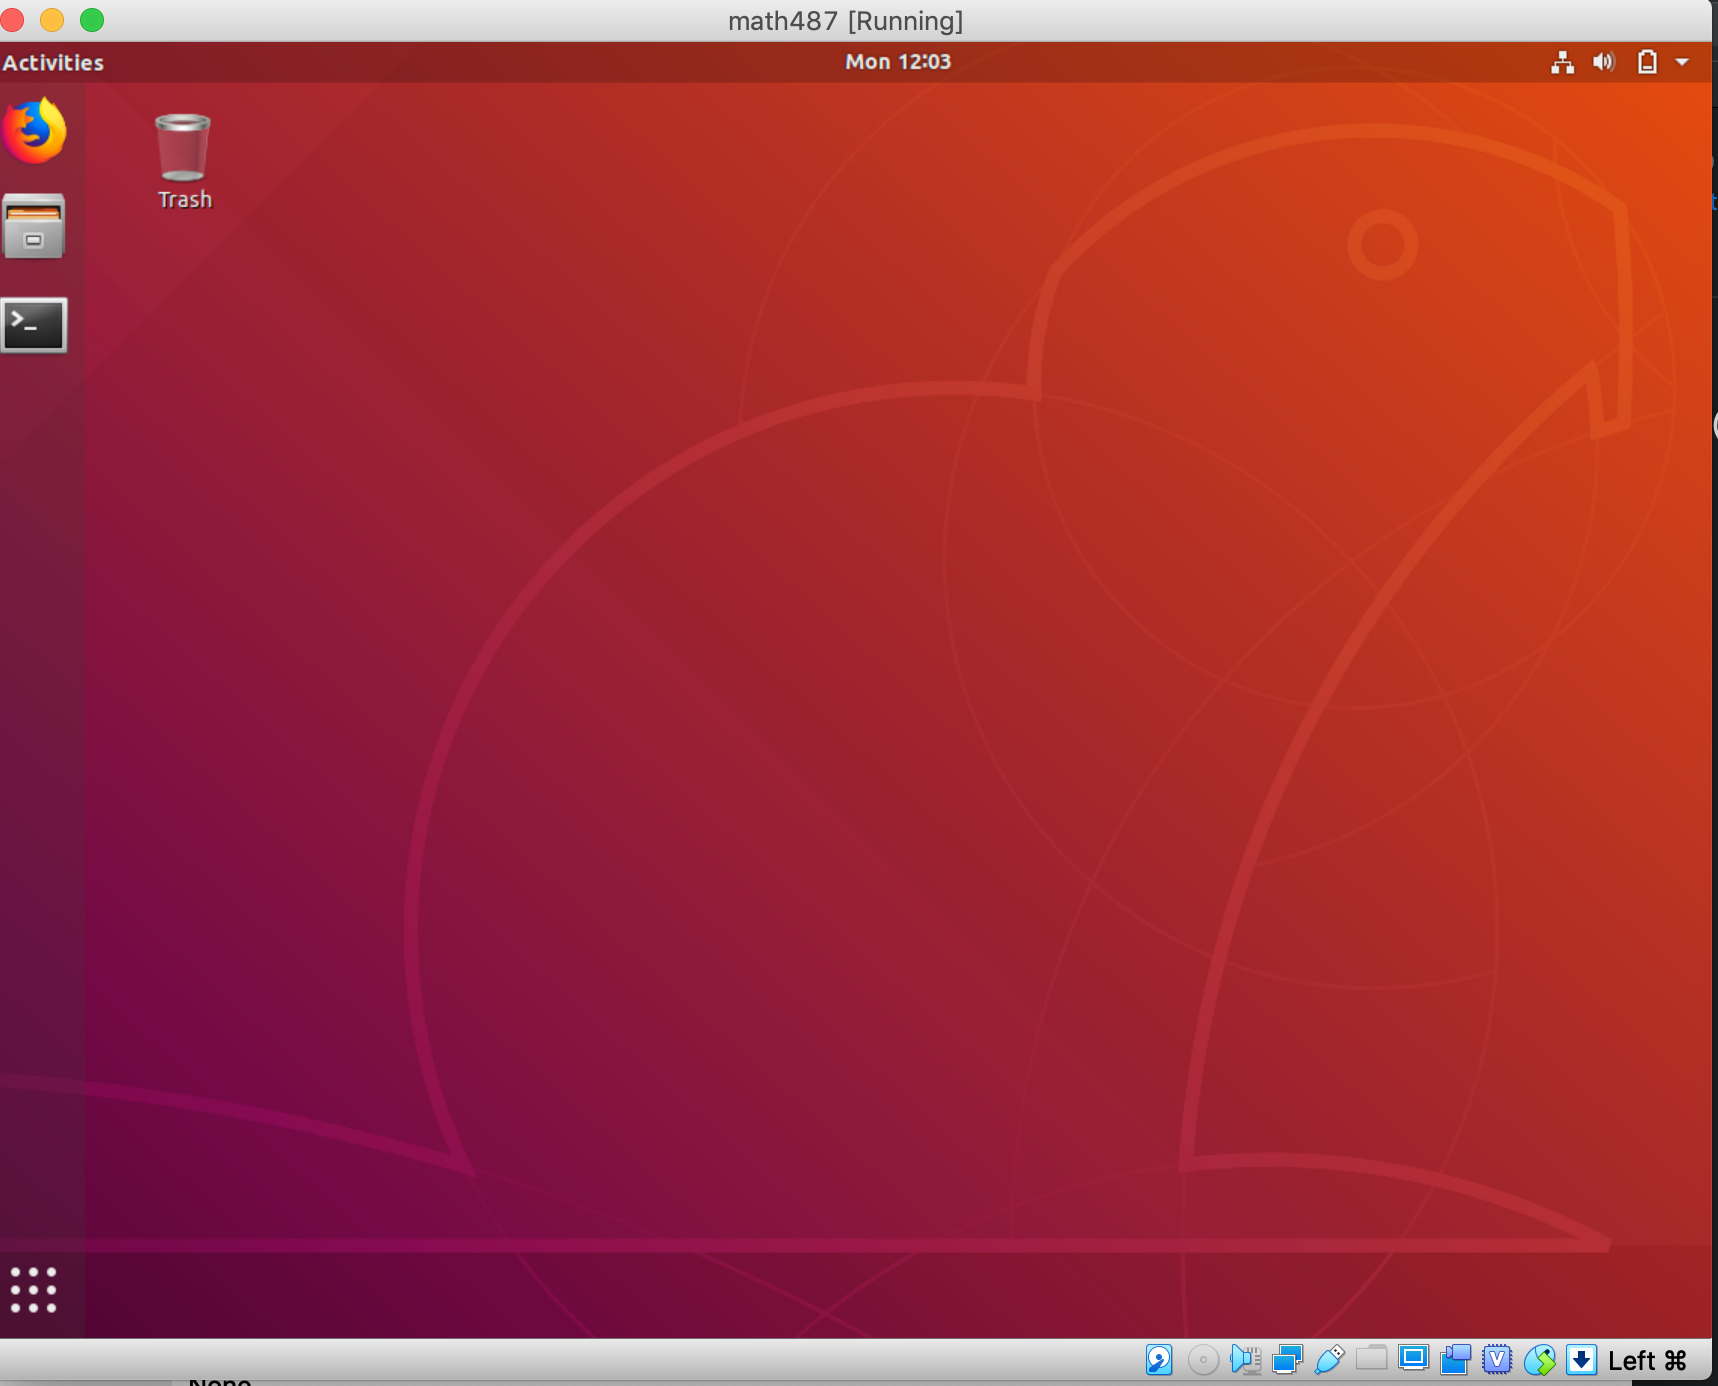 math487 [Running]
Activities
Mon 12:03
Trash
>_
V
Left ⌘